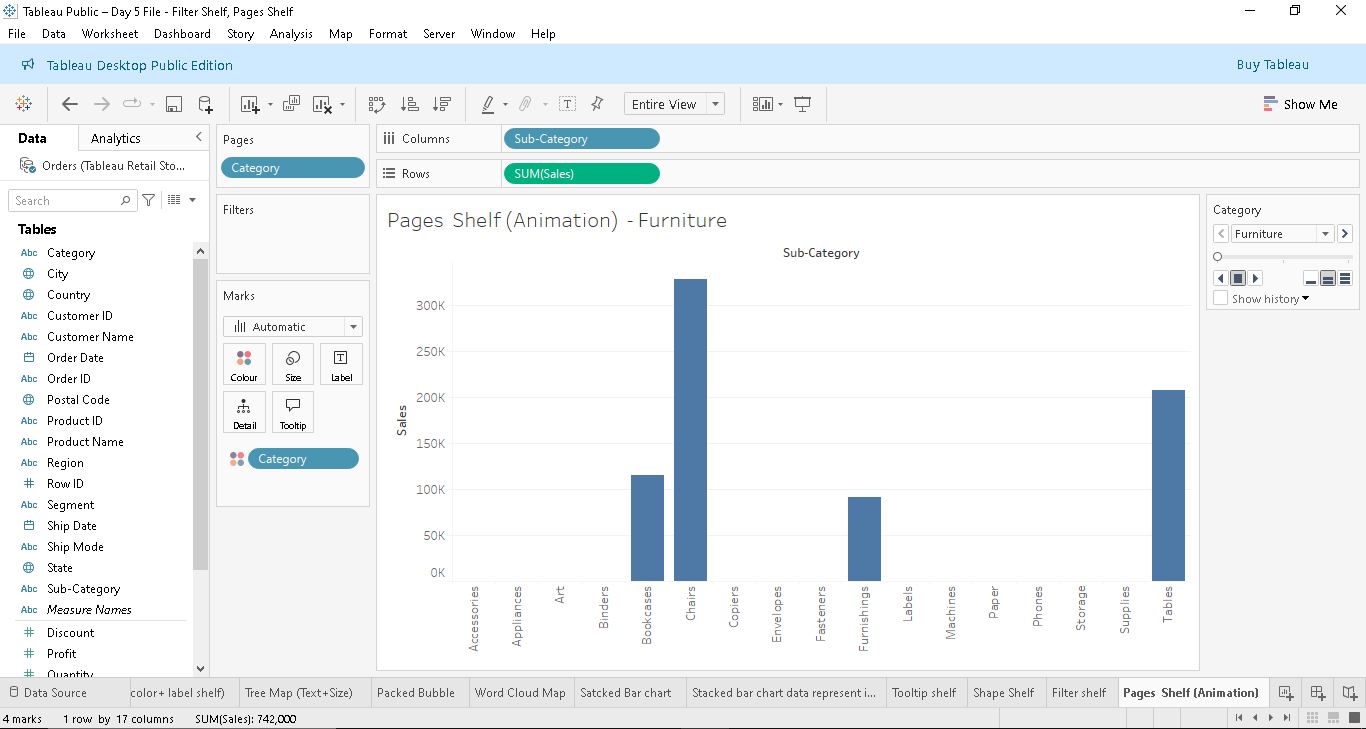 Tableau Public – Day 5 File - Filter Shelf, Pages Shelf
File Data Worksheet Dashboard Story Analysis Map Format Server Window Help
Tableau Desktop Public Edition
Buy Tableau
Entire View
Show Me
Data
Analytics
Orders (Tableau Retail Sto...
Search
Tables
Abc Category
City
Country
Abc Customer ID
Abc Customer Name
Order Date
Abc Order ID
Postal Code
Abc Product ID
Abc Product Name
Abc Region
# Row ID
Abc Segment
Ship Date
Abc Ship Mode
State
Abc Sub-Category
Abc Measure Names
# Discount
# Profit
# Quantity
Pages
Category
Filters
Marks
Automatic
Colour
Size
T
Label
Detail
Tooltip
Category
Columns
Sub-Category
Rows
SUM(Sales)
Pages Shelf (Animation) - Furniture
Sub-Category
Sales
300K
250K
200K
150K
100K
50K
0K
Accessories
Appliances
Art
Binders
Bookcases
Chairs
Copiers
Envelopes
Fasteners
Furnishings
Labels
Machines
Paper
Phones
Storage
Supplies
Tables
Category
Furniture
Show history
Data Source
color+ label shelf)
Tree Map (Text+Size)
Packed Bubble
Word Cloud Map
Satcked Bar chart
Stacked bar chart data represent i...
Tooltip shelf
Shape Shelf
Filter shelf
Pages Shelf (Animation)
4 marks 1 row by 17 columns SUM(Sales): 742,000